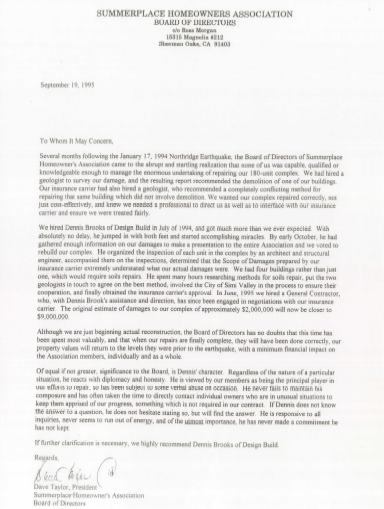 SUMMERPLACE HOMEOWNERS ASSOCIATION
BOARD OF DIRECTORS
c/o Ross Morgan
15315 Magnolia #212
Sherman Oaks, CA 91403
September 19, 1995
To Whom It May Concern,
Several months following the January 17, 1994 Northridge Earthquake, the Board of Directors of Summerplace
Homeowner's Association came to the abrupt and startling realization that none of us was capable, qualified or
knowledgeable enough to manage the enormous undertaking of repairing our 180-unit complex. We had hired a
geologist to survey our damage, and the resulting report recommended the demolition of one of our buildings.
Our insurance carrier had also hired a geologist, who recommended a completely conflicting method for
repairing that same building which did not involve demolition. We wanted our complex repaired correctly, not
just cost-effectively, and knew we needed a professional to direct us as well as to interface with our insurance
carrier and ensure we were treated fairly.
We hired Dennis Brooks of Design Build in July of 1994, and got much more than we ever expected. With
absolutely no delay, he jumped in with both feet and started accomplishing miracles. By early October, he had
gathered enough information on our damages to make a presentation to the entire Association and we voted to
rebuild our complex. He organized the inspection of each unit in the complex by an architect and structural
engineer, accompanied them on the inspections, determined that the Scope of Damages prepared by our
insurance carrier extremely understated what our actual damages were. We had four buildings rather than just
one, which would require soils repairs. He spent many hours researching methods for soils repair, put the two
geologists in touch to agree on the best method, involved the City of Simi Valley in the process to ensure their
cooperation, and finally obtained the insurance carrier's approval. In June, 1995 we hired a General Contractor,
who, with Dennis Brook's assistance and direction, has since been engaged in negotiations with our insurance
carrier. The original estimate of damages to our complex of approximately $2,000,000 will now be closer to
$9,000,000.
Although we are just beginning actual reconstruction, the Board of Directors has no doubts that this time has
been spent most valuably, and that when our repairs are finally complete, they will have been done correctly, our
property values will return to the levels they were prior to the earthquake, with a minimum financial impact on
the Association members, individually and as a whole.
Of equal if not greater, significance to the Board, is Dennis' character. Regardless of the nature of a particular
situation, he reacts with diplomacy and honesty. He is viewed by our members as being the principal player in
our efforts to repair, so has been subject to some verbal abuse on occasion. He never fails to maintain his
composure and has often taken the time to directly contact individual owners who are in unusual situations to
keep them apprised of our progress, something which is not required in our contract. If Dennis does not know
the answer to a question, he does not hesitate stating so, but will find the answer. He is responsive to all
inquiries, never seems to run out of energy, and of the utmost importance, he has never made a commitment he
has not kept.
If further clarification is necessary, we highly recommend Dennis Brooks of Design Build.
Regards,
Dave Taylor, President
Summerplace Homeowner's Association
Board of Directors